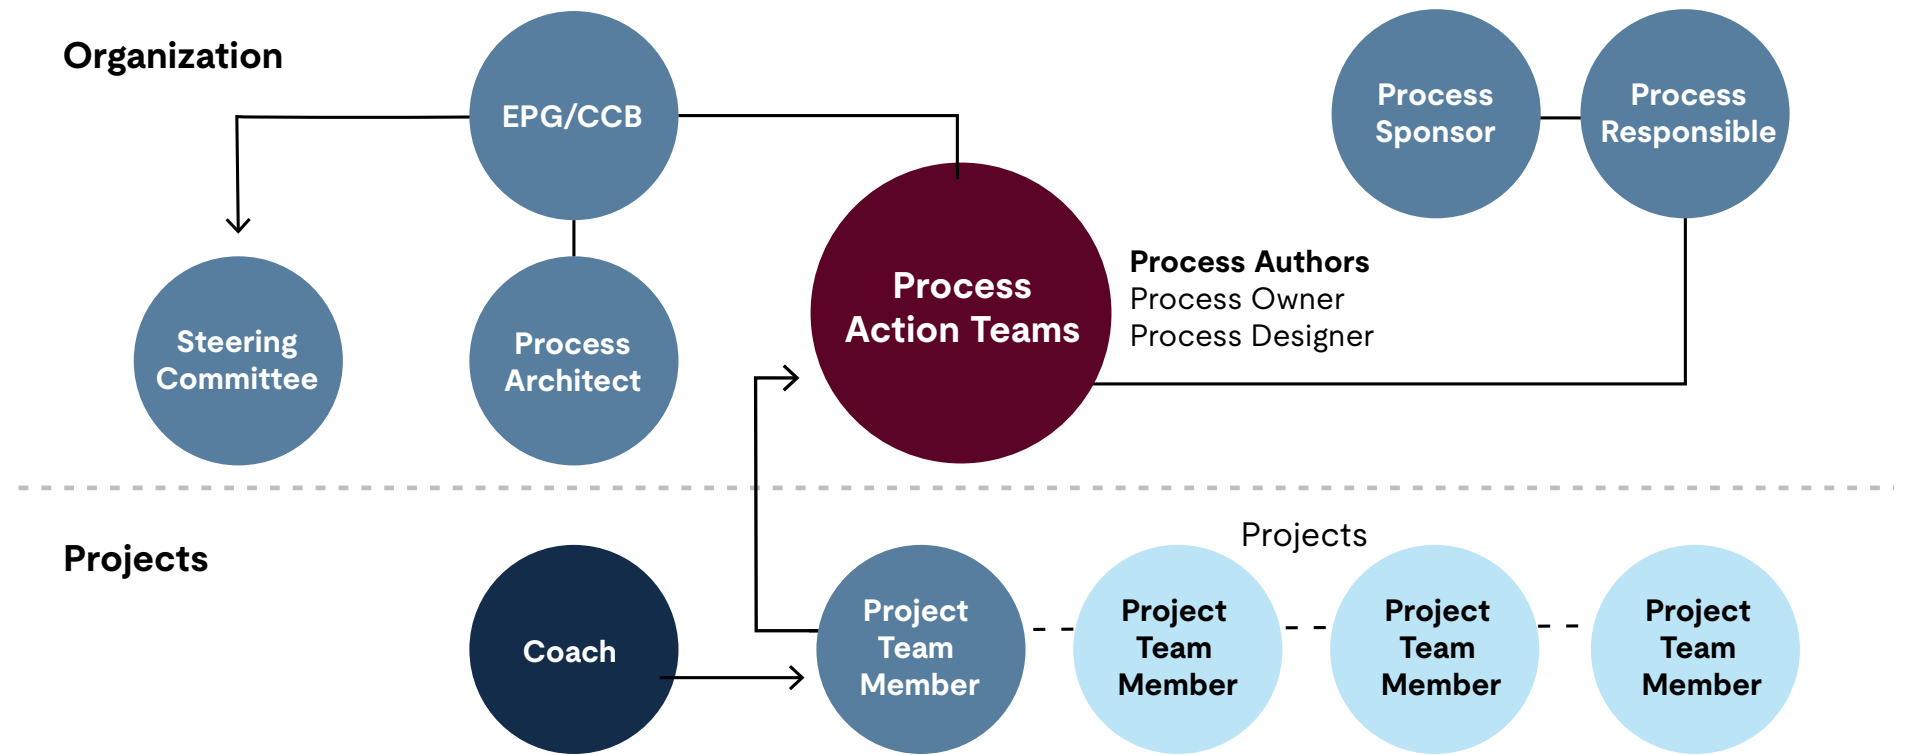 Organization
EPG/CCB
Process
Sponsor
Process
Responsible
Steering
Committee
Process
Architect
Process
Action Teams
Process Authors
Process Owner
Process Designer
Projects
Projects
Coach
Project
Team
Member
Project
Team
Member
Project
Team
Member
Project
Team
Member